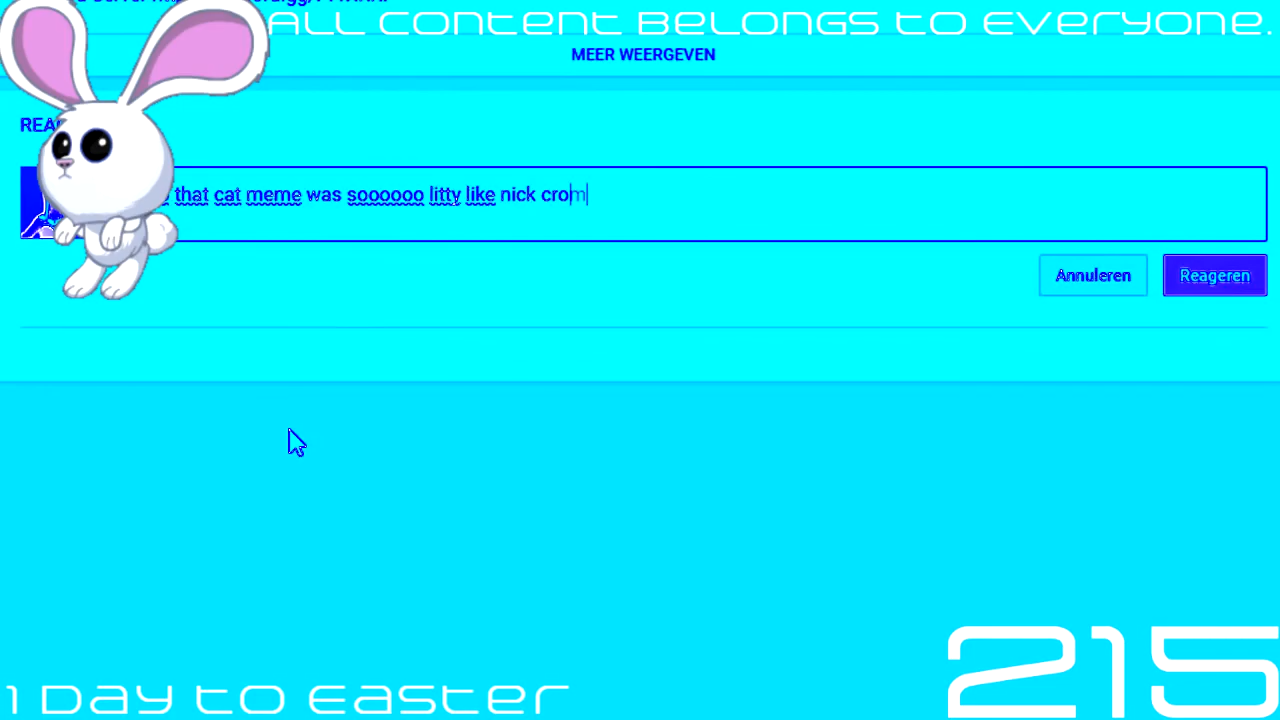 ALL CONTENT BELONGS TO EVERYONE.
MEER WEERGEVEN
REA
that cat meme was soooooo litty like nick crom
Annuleren
Reageren
215
1 DAY TO EASTER